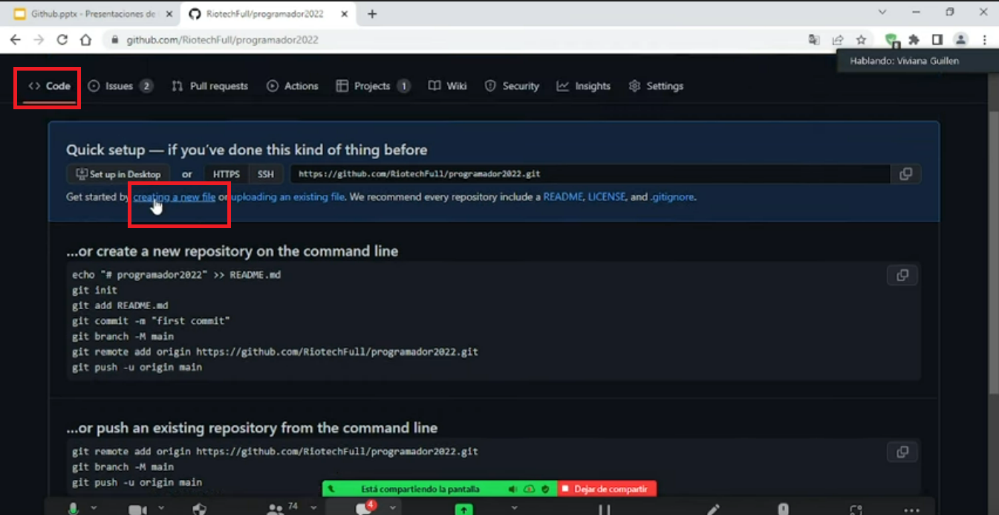 Github.pptx - Presentaciones de
RiotechFull/programador2022
github.com/RiotechFull/programador2022
Hablando: Viviana Guillen
Code
Issues 2
Pull requests
Actions
Projects 1
Wiki
Security
Insights
Settings
Quick setup — if you've done this kind of thing before
Set up in Desktop or HTTPS SSH https://github.com/RiotechFull/programador2022.git
Get started by creating a new file or uploading an existing file. We recommend every repository include a README, LICENSE, and .gitignore.
...or create a new repository on the command line
echo "# programador2022" >> README.md
git init
git add README.md
git commit -m "first commit"
git branch -M main
git remote add origin https://github.com/RiotechFull/programador2022.git
git push -u origin main
...or push an existing repository from the command line
git remote add origin https://github.com/RiotechFull/programador2022.git
git branch -M main
git push -u origin main
Está compartiendo la pantalla
Dejar de compartir
74
4